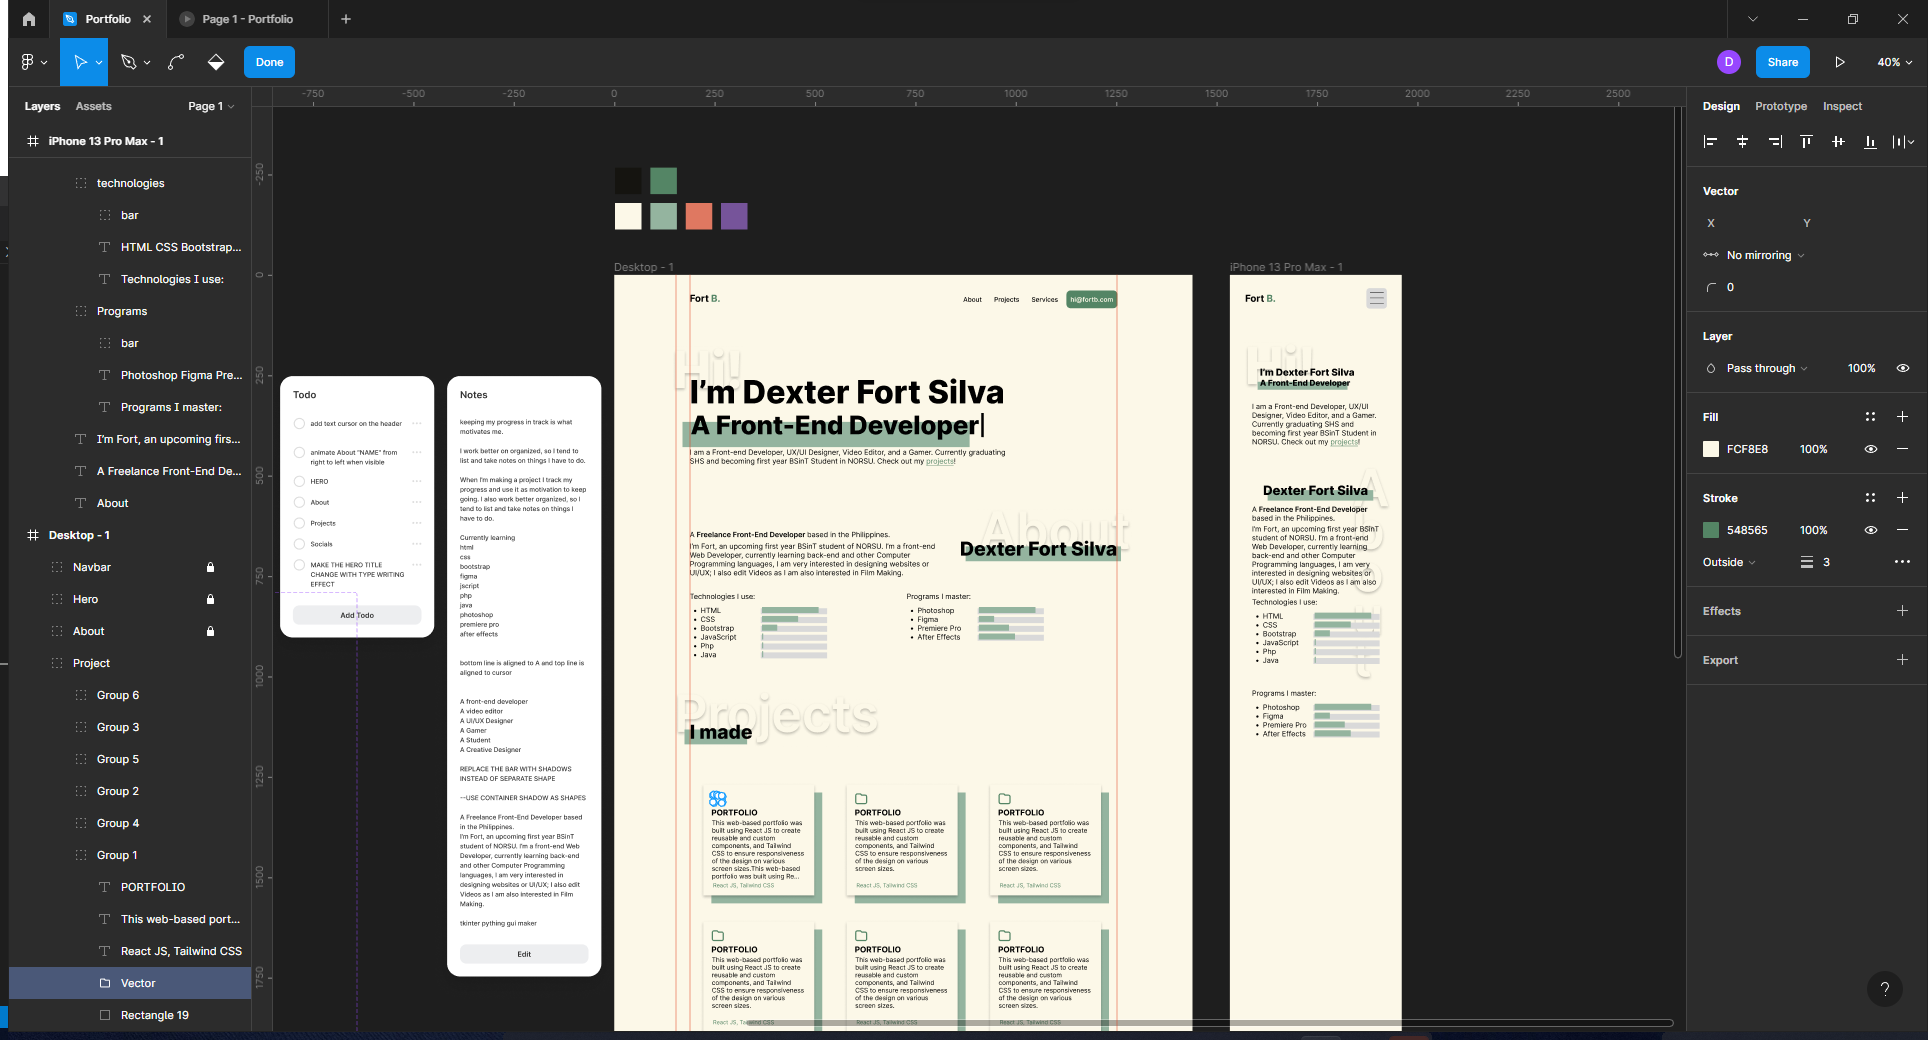 Portfolio
Page 1 - Portfolio
Done
D
Share
40%
Layers
Assets
Page 1
iPhone 13 Pro Max - 1
technologies
bar
HTML CSS Bootstrap...
Technologies I use:
Programs
bar
Photoshop Figma Pre...
Programs I master:
I'm Fort, an upcoming firs...
A Freelance Front-End De...
About
Desktop - 1
Navbar
Hero
About
Project
Group 6
Group 3
Group 5
Group 2
Group 4
Group 1
PORTFOLIO
This web-based port...
React JS, Tailwind CSS
Vector
Rectangle 19
-750
-500
-250
0
250
500
750
1000
1250
1500
1750
2000
2250
2500
-250
0
250
500
750
1000
1250
1500
1750
Todo
add text cursor on the header
animate About "NAME" from
right to left when visible
HERO
About
Projects
Socials
MAKE THE HERO TITLE
CHANGE WITH TYPE WRITING
EFFECT
Add Todo
Notes
keeping my progress in track is what
motivates me.
I work better on organized, so I tend to
list and take notes on things I have to do.
When I'm making a project I track my
progress and use it as motivation to keep
going. I also work better organized, so I
tend to list and take notes on things I
have to do.
Currently learning
html
css
bootstrap
figma
jscript
php
java
photoshop
premiere pro
after effects
bottom line is aligned to A and top line is
aligned to cursor
A front-end developer
A video editor
A UI/UX Designer
A Gamer
A Student
A Creative Designer
REPLACE THE BAR WITH SHADOWS
INSTEAD OF SEPARATE SHAPE
--USE CONTAINER SHADOW AS SHAPES
A Freelance Front-End Developer based
in the Philippines.
I'm Fort, an upcoming first year BSinT
student of NORSU. I'm a front-end Web
Developer, currently learning back-end
and other Computer Programming
languages, I am very interested in
designing websites or UI/UX; I also edit
Videos as I am also interested in Film
Making.
tkinter pything gui maker
Edit
Desktop - 1
Fort B.
About
Projects
Services
hi@fortb.com
Hi!
I'm Dexter Fort Silva
A Front-End Developer|
I am a Front-end Developer, UX/UI Designer, Video Editor, and a Gamer. Currently graduating
SHS and becoming first year BSinT Student in NORSU. Check out my projects!
About
Dexter Fort Silva
A Freelance Front-End Developer based in the Philippines.
I'm Fort, an upcoming first year BSinT student of NORSU. I'm a front-end
Web Developer, currently learning back-end and other Computer
Programming languages, I am very interested in designing websites or
UI/UX; I also edit Videos as I am also interested in Film Making.
Technologies I use:
• HTML
• CSS
• Bootstrap
• JavaScript
• Php
• Java
Programs I master:
• Photoshop
• Figma
• Premiere Pro
• After Effects
Projects
I made
PORTFOLIO
This web-based portfolio was
built using React JS to create
reusable and custom
components, and Tailwind
CSS to ensure responsiveness
of the design on various
screen sizes.This web-based
portfolio was built using Re...
React JS, Tailwind CSS
PORTFOLIO
This web-based portfolio was
built using React JS to create
reusable and custom
components, and Tailwind
CSS to ensure responsiveness
of the design on various
screen sizes.
React JS, Tailwind CSS
PORTFOLIO
This web-based portfolio was
built using React JS to create
reusable and custom
components, and Tailwind
CSS to ensure responsiveness
of the design on various
screen sizes.
React JS, Tailwind CSS
PORTFOLIO
This web-based portfolio was
built using React JS to create
reusable and custom
components, and Tailwind
CSS to ensure responsiveness
of the design on various
screen sizes.
React JS, Tailwind CSS
PORTFOLIO
This web-based portfolio was
built using React JS to create
reusable and custom
components, and Tailwind
CSS to ensure responsiveness
of the design on various
screen sizes.
PORTFOLIO
This web-based portfolio was
built using React JS to create
reusable and custom
components, and Tailwind
CSS to ensure responsiveness
of the design on various
screen sizes.
iPhone 13 Pro Max - 1
Fort B.
Hi!
I'm Dexter Fort Silva
A Front-End Developer
I am a Front-end Developer, UX/UI
Designer, Video Editor, and a Gamer.
Currently graduating SHS and
becoming first year BSinT Student in
NORSU. Check out my projects!
About
Dexter Fort Silva
A Freelance Front-End Developer
based in the Philippines.
I'm Fort, an upcoming first year BSinT
student of NORSU. I'm a front-end
Web Developer, currently learning
back-end and other Computer
Programming languages, I am very
interested in designing websites or
UI/UX; I also edit Videos as I am also
interested in Film Making.
Technologies I use:
• HTML
• CSS
• Bootstrap
• JavaScript
• Php
• Java
Programs I master:
• Photoshop
• Figma
• Premiere Pro
• After Effects
Design
Prototype
Inspect
Vector
X
Y
No mirroring
0
Layer
Pass through
100%
Fill
FCF8E8
100%
Stroke
548565
100%
Outside
3
Effects
Export
?